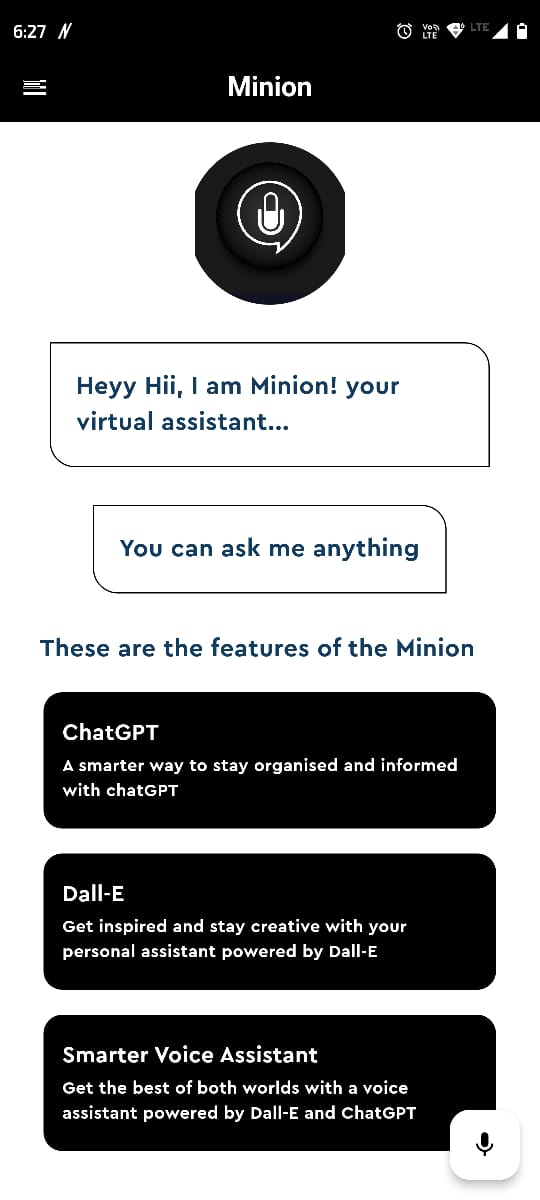 6:27
VoLTE LTE
Minion
Heyy Hii, I am Minion! your
virtual assistant...
You can ask me anything
These are the features of the Minion
ChatGPT
A smarter way to stay organised and informed
with chatGPT
Dall-E
Get inspired and stay creative with your
personal assistant powered by Dall-E
Smarter Voice Assistant
Get the best of both worlds with a voice
assistant powered by Dall-E and ChatGPT